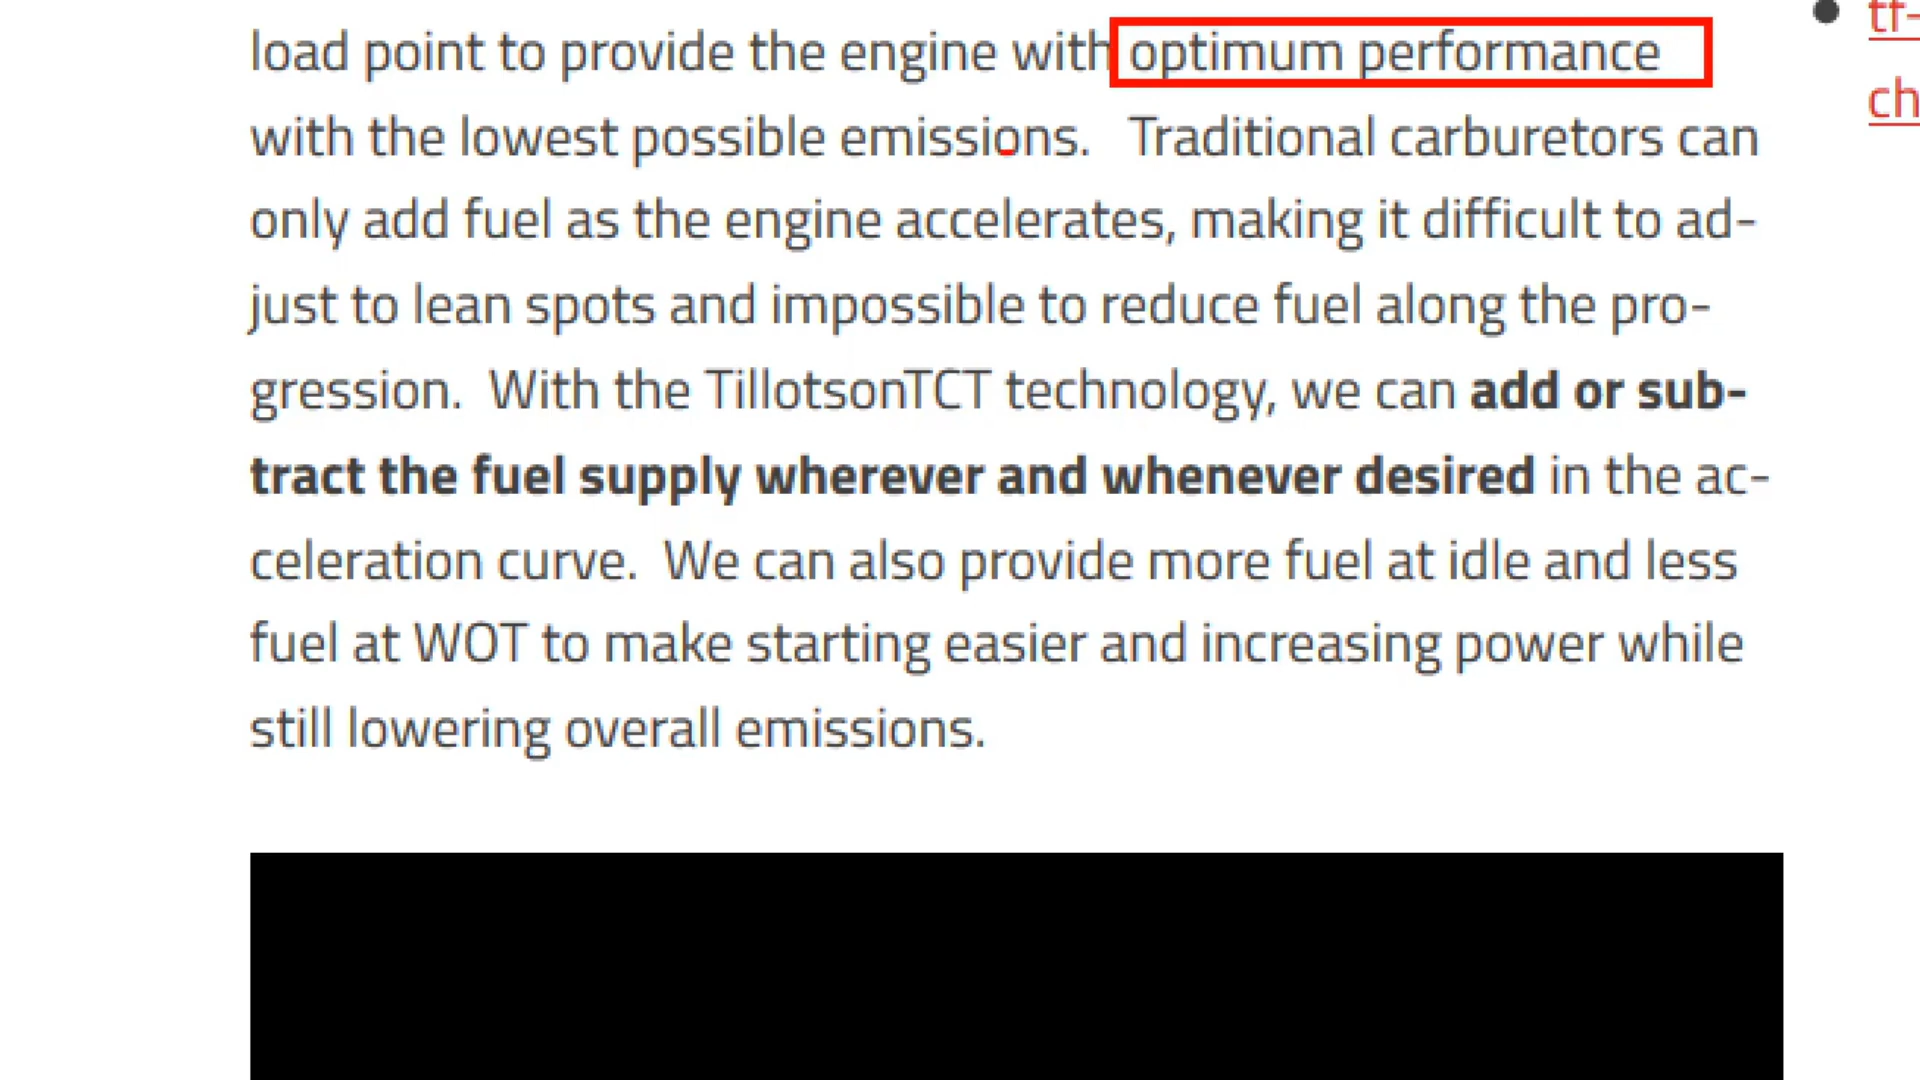 load point to provide the engine with optimum performance
with the lowest possible emissions. Traditional carburetors can
only add fuel as the engine accelerates, making it difficult to ad-
just to lean spots and impossible to reduce fuel along the pro-
gression. With the TillotsonTCT technology, we can add or sub-
tract the fuel supply wherever and whenever desired in the ac-
celeration curve. We can also provide more fuel at idle and less
fuel at WOT to make starting easier and increasing power while
still lowering overall emissions.
ch